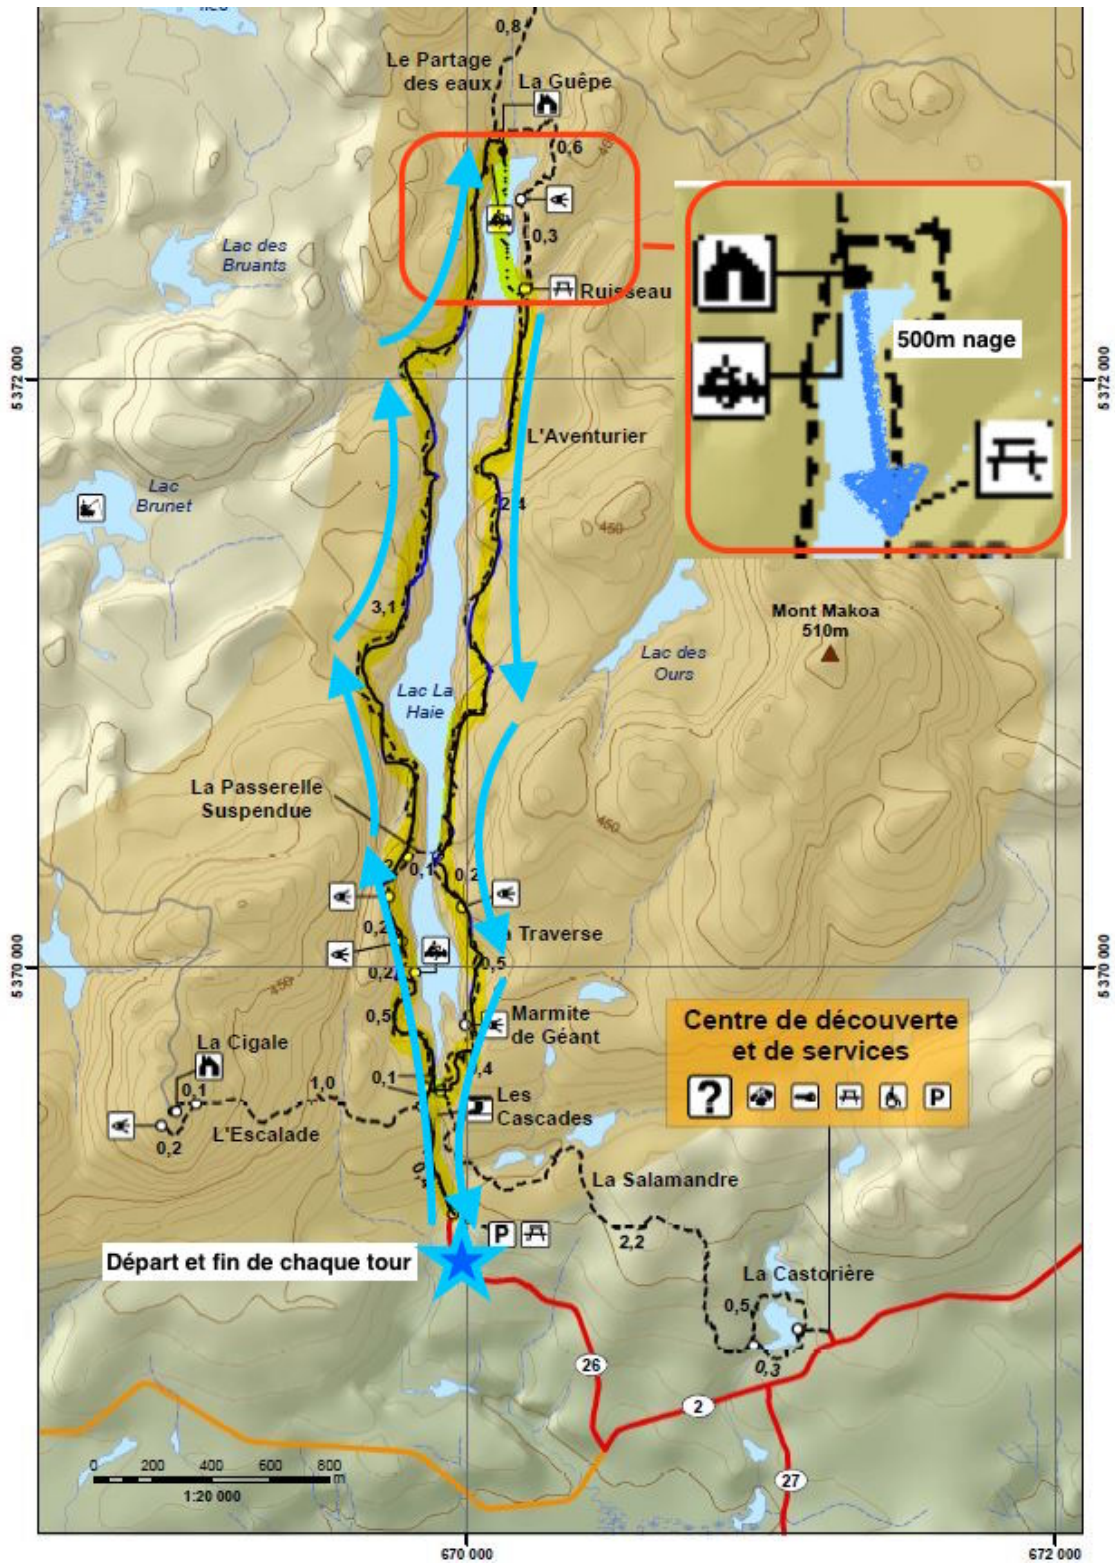 0,8
Le Partage
des eaux
La Guêpe
0,6
0,3
Ruisseau
500m nage
Lac des
Bruants
5 372 000
5 372 000
L'Aventurier
Lac
Brunet
2,4
450
3,1
Mont Makoa
510m
Lac des
Ours
Lac La
Haie
La Passerelle
Suspendue
450
0,1
0,2
0,2
Traverse
5 370 000
5 370 000
0,2
0,5
450
0,5
Marmite
de Géant
Centre de découverte
et de services
? P
La Cigale
0,1
1,0
0,1
Les
Cascades
L'Escalade
0,2
La Salamandre
P
2,2
Départ et fin de chaque tour
La Castorière
0,5
0,3
26
2
27
0 200 400 600 800
m
1:20 000
670 000
672 000